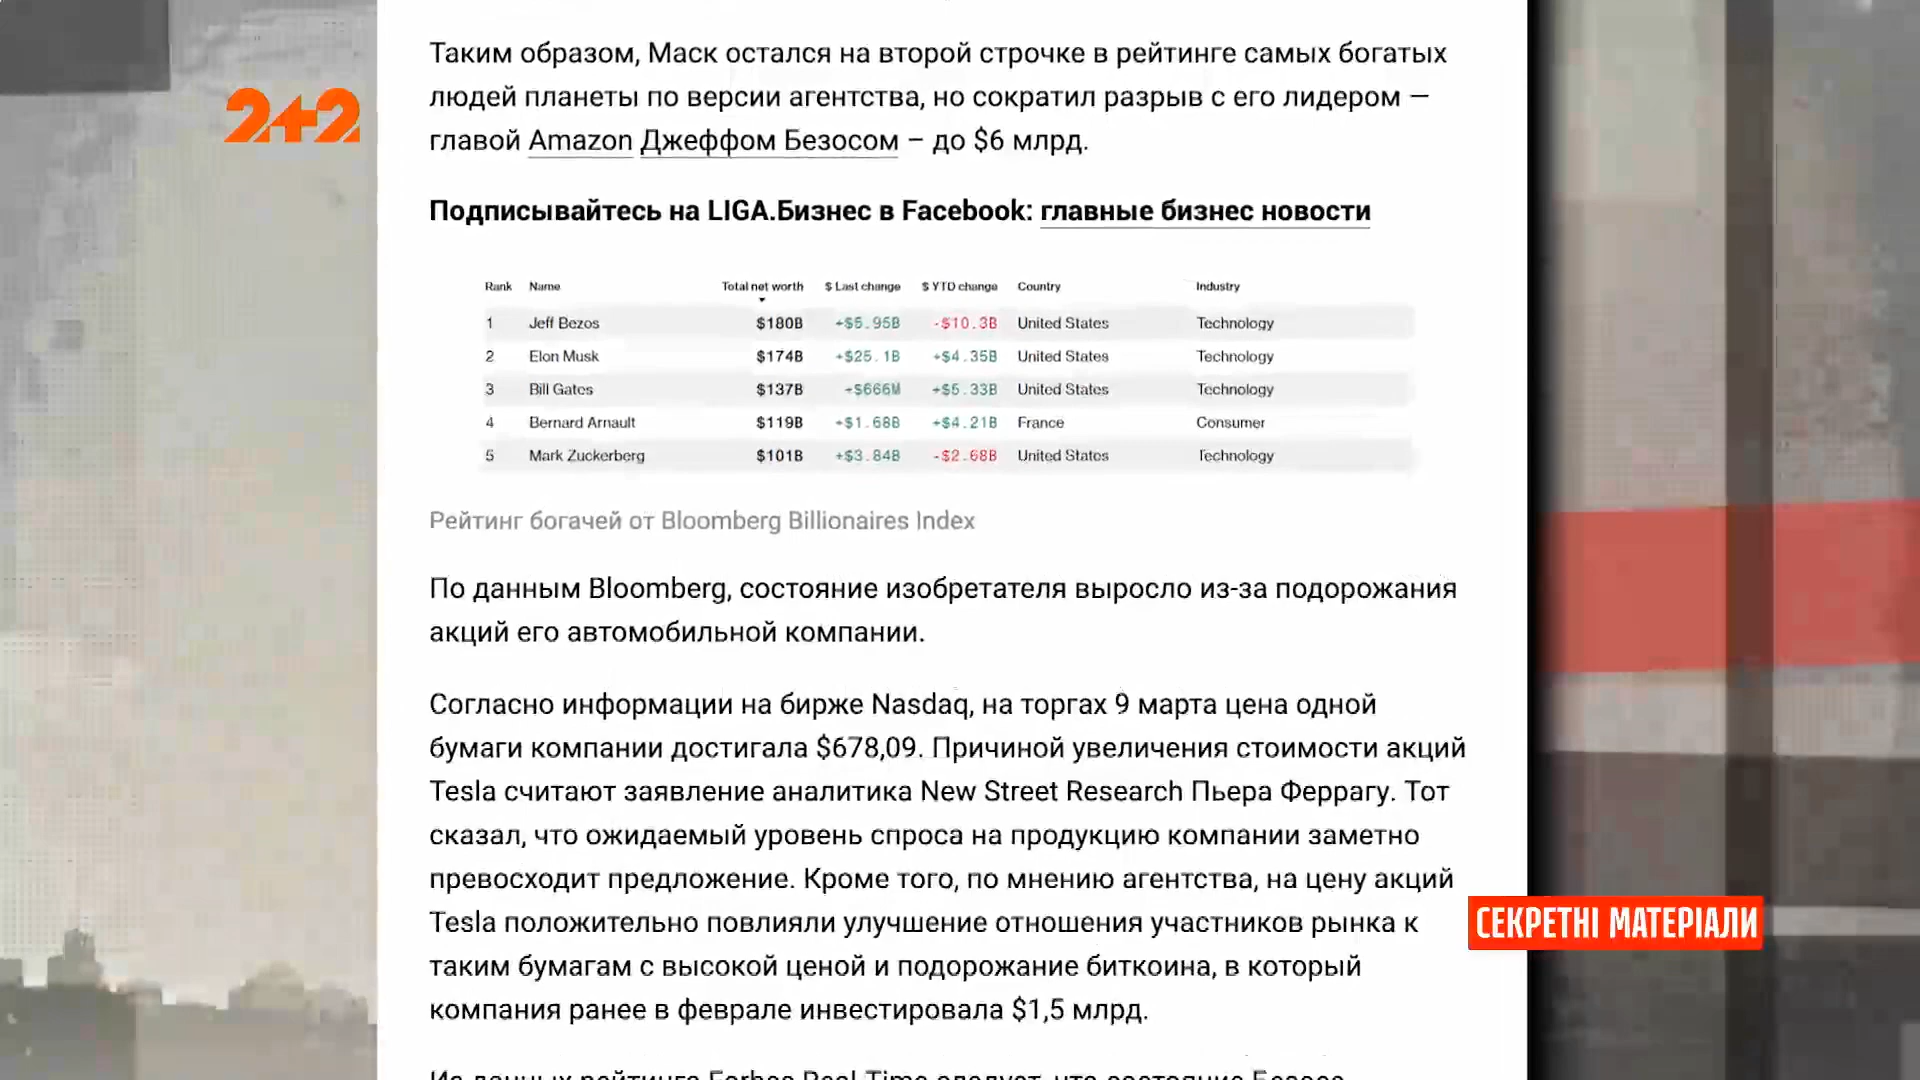 Таким образом, Маск остался на второй строчке в рейтинге самых богатых
людей планеты по версии агентства, но сократил разрыв с его лидером —
главой Amazon Джеффом Безосом – до $6 млрд.
2+2
Подписывайтесь на LIGA.Бизнес в Facebook: главные бизнес новости
Rank Name Total net worth $ Last change $ YTD change Country Industry
1 Jeff Bezos $180B +$5.95B -$10.3B United States Technology
2 Elon Musk $174B +$25.1B +$4.35B United States Technology
3 Bill Gates $137B +$666M +$5.33B United States Technology
4 Bernard Arnault $119B +$1.68B +$4.21B France Consumer
5 Mark Zuckerberg $101B +$3.84B -$2.68B United States Technology
Рейтинг богачей от Bloomberg Billionaires Index
По данным Bloomberg, состояние изобретателя выросло из-за подорожания
акций его автомобильной компании.
Согласно информации на бирже Nasdaq, на торгах 9 марта цена одной
бумаги компании достигала $678,09. Причиной увеличения стоимости акций
Tesla считают заявление аналитика New Street Research Пьера Феррагу. Тот
сказал, что ожидаемый уровень спроса на продукцию компании заметно
превосходит предложение. Кроме того, по мнению агентства, на цену акций
Tesla положительно повлияли улучшение отношения участников рынка к
таким бумагам с высокой ценой и подорожание биткоина, в который
компания ранее в феврале инвестировала $1,5 млрд.
СЕКРЕТНІ МАТЕРІАЛИ
Из данных рейтинга Forbes Real-Time следует, что состояние Безоса